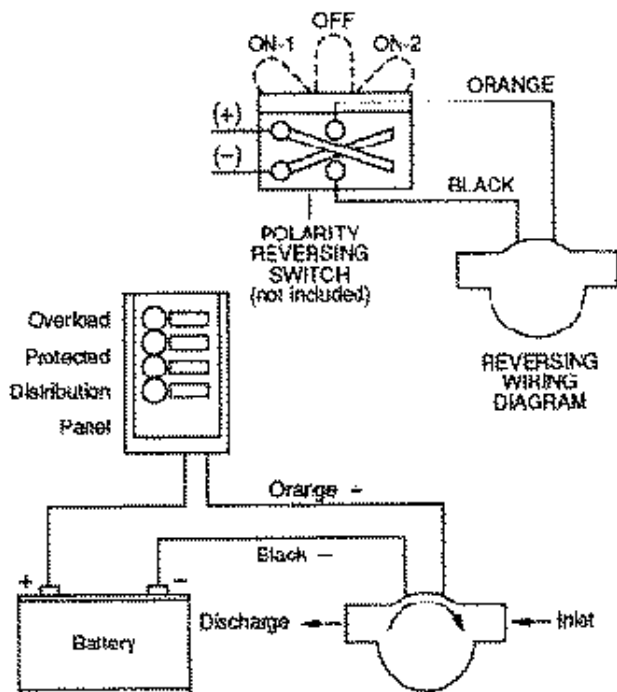 OFF
ON-1
ON-2
ORANGE
(+)
(−)
BLACK
POLARITY
REVERSING
SWITCH
(not included)
REVERSING
WIRING
DIAGRAM
Overload
Protected
Distribution
Panel
Orange +
Black −
+
−
Battery
Discharge
Inlet